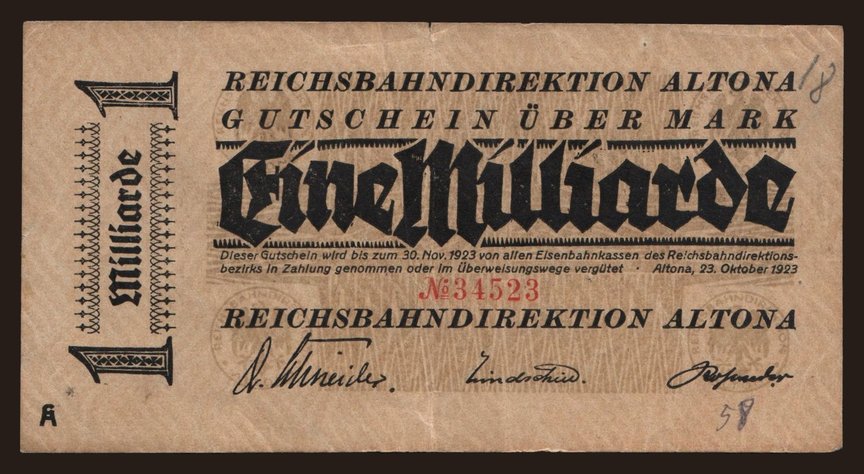 REICHSBAHNDIREKTION ALTONA
GUTSCHEIN ÜBER MARK
Eine Milliarde
Dieser Gutschein wird bis zum 30. Nov. 1923 von allen Eisenbahnkassen des Reichsbahndirektions-
bezirks in Zahlung genommen oder im Überweisungswege vergütet · Altona, 23. Oktober 1923
№34523
REICHSBAHNDIREKTION ALTONA
1 Milliarde 1
A
18
58